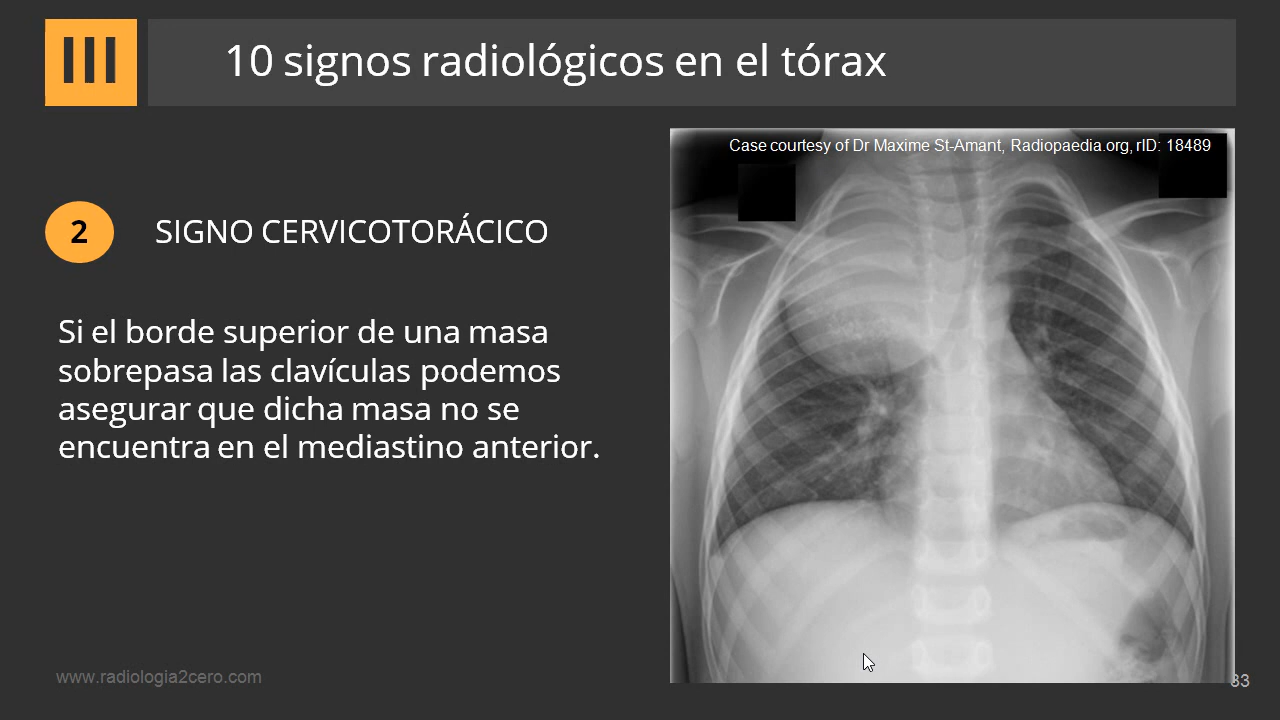 III
10 signos radiológicos en el tórax
Case courtesy of Dr Maxime St-Amant, Radiopaedia.org, rID: 18489
2
SIGNO CERVICOTORÁCICO
Si el borde superior de una masa
sobrepasa las clavículas podemos
asegurar que dicha masa no se
encuentra en el mediastino anterior.
www.radiologia2cero.com
33